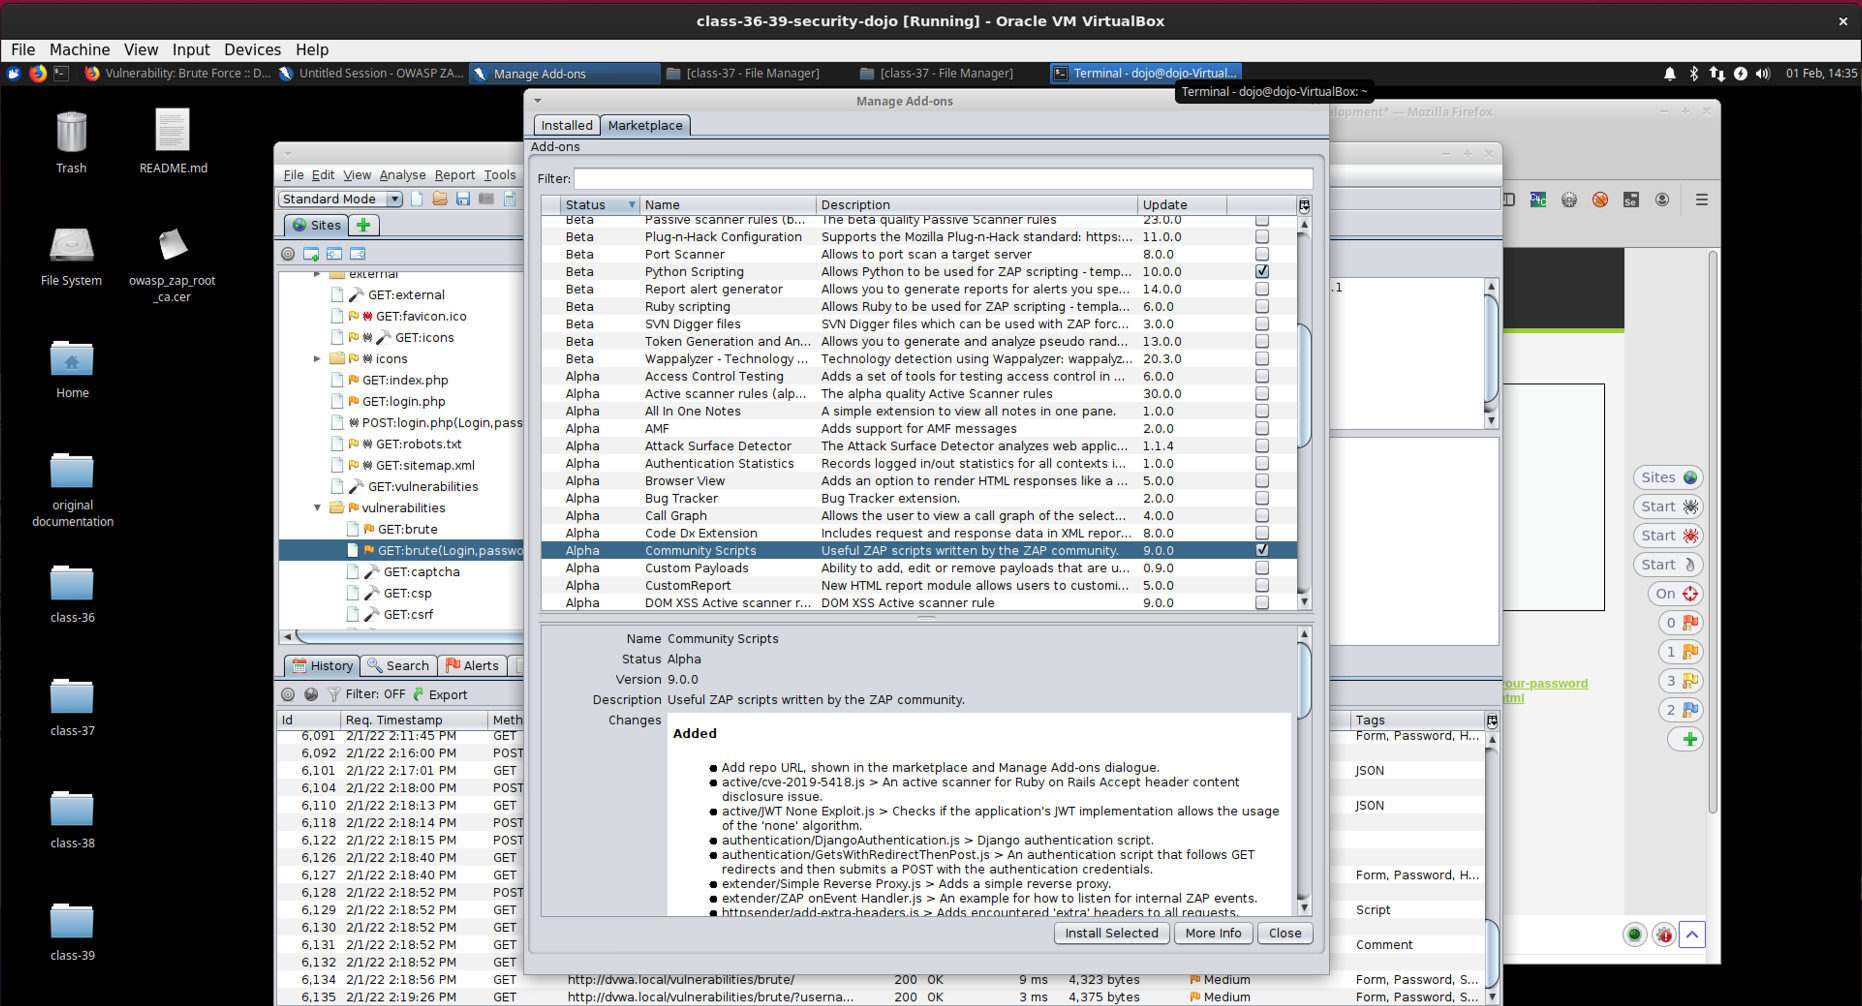 class-36-39-security-dojo [Running] - Oracle VM VirtualBox
File Machine View Input Devices Help
Vulnerability: Brute Force :: D... Untitled Session - OWASP ZA... Manage Add-ons [class-37 - File Manager] [class-37 - File Manager] Terminal - dojo@dojo-Virtual... 01 Feb, 14:35
Terminal - dojo@dojo-VirtualBox: ~
Trash
README.md
File System
owasp_zap_root
_ca.cer
Home
original
documentation
class-36
class-37
class-38
class-39
elopment* — Mozilla Firefox
File Edit View Analyse Report Tools
Standard Mode
Sites
external
GET:external
GET:favicon.ico
GET:icons
icons
GET:index.php
GET:login.php
POST:login.php(Login,pass
GET:robots.txt
GET:sitemap.xml
GET:vulnerabilities
vulnerabilities
GET:brute
GET:brute(Login,passwo
GET:captcha
GET:csp
GET:csrf
Manage Add-ons
Installed Marketplace
Add-ons
Filter:
Status Name Description Update
Beta Passive scanner rules (b... The beta quality Passive Scanner rules 23.0.0
Beta Plug-n-Hack Configuration Supports the Mozilla Plug-n-Hack standard: https:... 11.0.0
Beta Port Scanner Allows to port scan a target server 8.0.0
Beta Python Scripting Allows Python to be used for ZAP scripting - temp... 10.0.0
Beta Report alert generator Allows you to generate reports for alerts you spe... 14.0.0
Beta Ruby scripting Allows Ruby to be used for ZAP scripting - templa... 6.0.0
Beta SVN Digger files SVN Digger files which can be used with ZAP forc... 3.0.0
Beta Token Generation and An... Allows you to generate and analyze pseudo rand... 13.0.0
Beta Wappalyzer - Technology ... Technology detection using Wappalyzer: wappalyz... 20.3.0
Alpha Access Control Testing Adds a set of tools for testing access control in ... 6.0.0
Alpha Active scanner rules (alp... The alpha quality Active Scanner rules 30.0.0
Alpha All In One Notes A simple extension to view all notes in one pane. 1.0.0
Alpha AMF Adds support for AMF messages 2.0.0
Alpha Attack Surface Detector The Attack Surface Detector analyzes web applic... 1.1.4
Alpha Authentication Statistics Records logged in/out statistics for all contexts i... 1.0.0
Alpha Browser View Adds an option to render HTML responses like a ... 5.0.0
Alpha Bug Tracker Bug Tracker extension. 2.0.0
Alpha Call Graph Allows the user to view a call graph of the select... 4.0.0
Alpha Code Dx Extension Includes request and response data in XML repor... 8.0.0
Alpha Community Scripts Useful ZAP scripts written by the ZAP community. 9.0.0
Alpha Custom Payloads Ability to add, edit or remove payloads that are u... 0.9.0
Alpha CustomReport New HTML report module allows users to customi... 5.0.0
Alpha DOM XSS Active scanner r... DOM XSS Active scanner rule 9.0.0
Name Community Scripts
Status Alpha
Version 9.0.0
Description Useful ZAP scripts written by the ZAP community.
Changes
Added
● Add repo URL, shown in the marketplace and Manage Add-ons dialogue.
● active/cve-2019-5418.js > An active scanner for Ruby on Rails Accept header content
disclosure issue.
● active/JWT None Exploit.js > Checks if the application's JWT implementation allows the usage
of the 'none' algorithm.
● authentication/DjangoAuthentication.js > Django authentication script.
● authentication/GetsWithRedirectThenPost.js > An authentication script that follows GET
redirects and then submits a POST with the authentication credentials.
● extender/Simple Reverse Proxy.js > Adds a simple reverse proxy.
● extender/ZAP onEvent Handler.js > An example for how to listen for internal ZAP events.
● httpsender/add-extra-headers.js > Adds encountered 'extra' headers to all requests.
Install Selected More Info Close
.1
Sites
Start
Start
Start
On
0
1
3
2
our-password
html
History Search Alerts
Filter: OFF Export
Id Req. Timestamp Meth Tags
6,091 2/1/22 2:11:45 PM GET Form, Password, H...
6,092 2/1/22 2:16:00 PM POST
6,101 2/1/22 2:17:01 PM GET JSON
6,104 2/1/22 2:18:00 PM POST
6,110 2/1/22 2:18:13 PM GET JSON
6,118 2/1/22 2:18:14 PM POST
6,122 2/1/22 2:18:15 PM POST
6,126 2/1/22 2:18:40 PM GET
6,127 2/1/22 2:18:40 PM GET Form, Password, H...
6,128 2/1/22 2:18:52 PM POST
6,129 2/1/22 2:18:52 PM GET Script
6,130 2/1/22 2:18:52 PM GET
6,131 2/1/22 2:18:52 PM GET Comment
6,132 2/1/22 2:18:52 PM GET
6,134 2/1/22 2:18:56 PM GET http://dvwa.local/vulnerabilities/brute/ 200 OK 9 ms 4,323 bytes Medium Form, Password, S...
6,135 2/1/22 2:19:26 PM GET http://dvwa.local/vulnerabilities/brute/?userna... 200 OK 3 ms 4,375 bytes Medium Form, Password, S...